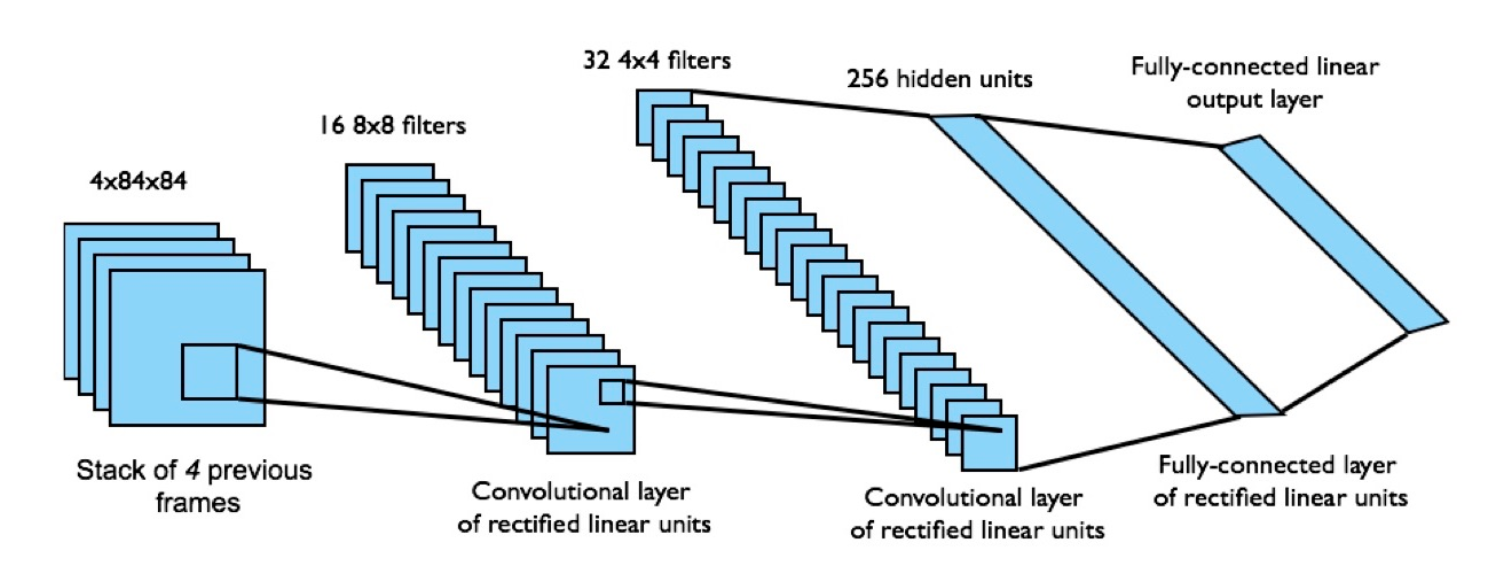 4x84x84
Stack of 4 previous
frames
16 8x8 filters
Convolutional layer
of rectified linear units
32 4x4 filters
Convolutional layer
of rectified linear units
256 hidden units
Fully-connected layer
of rectified linear units
Fully-connected linear
output layer